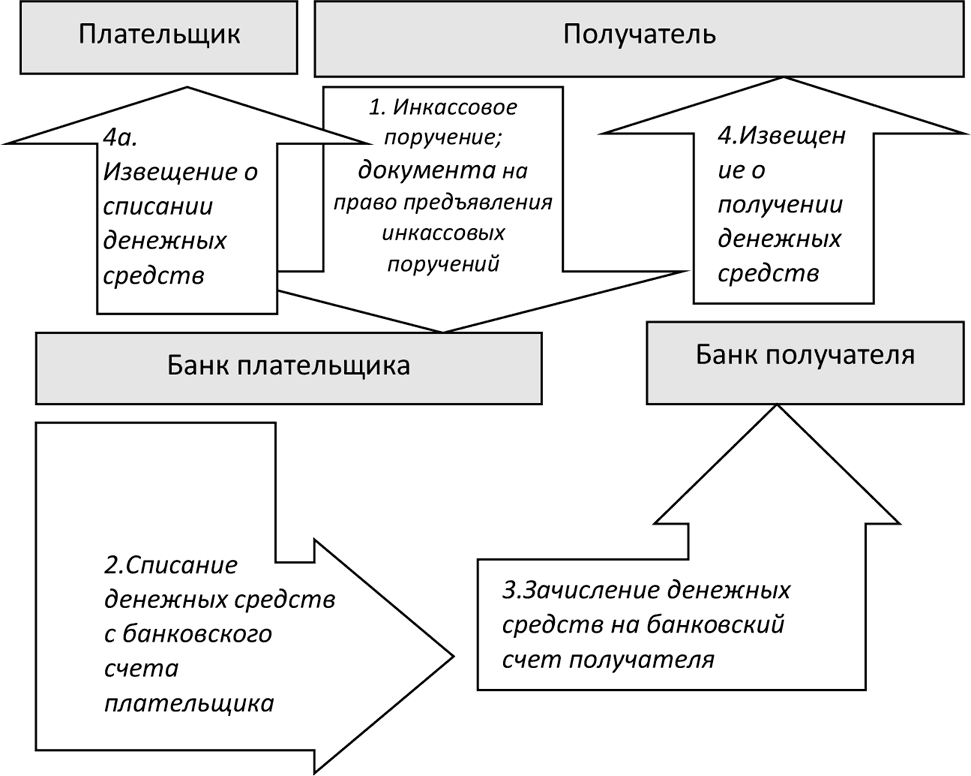 Плательщик
Получатель
4а.
Извещение о
списании
денежных
средств
1. Инкассовое
поручение;
документа на
право предъявления
инкассовых
поручений
4.Извещен
ие о
получении
денежных
средств
Банк плательщика
Банк получателя
2.Списание
денежных средств
с банковского
счета
плательщика
3.Зачисление денежных
средств на банковский
счет получателя